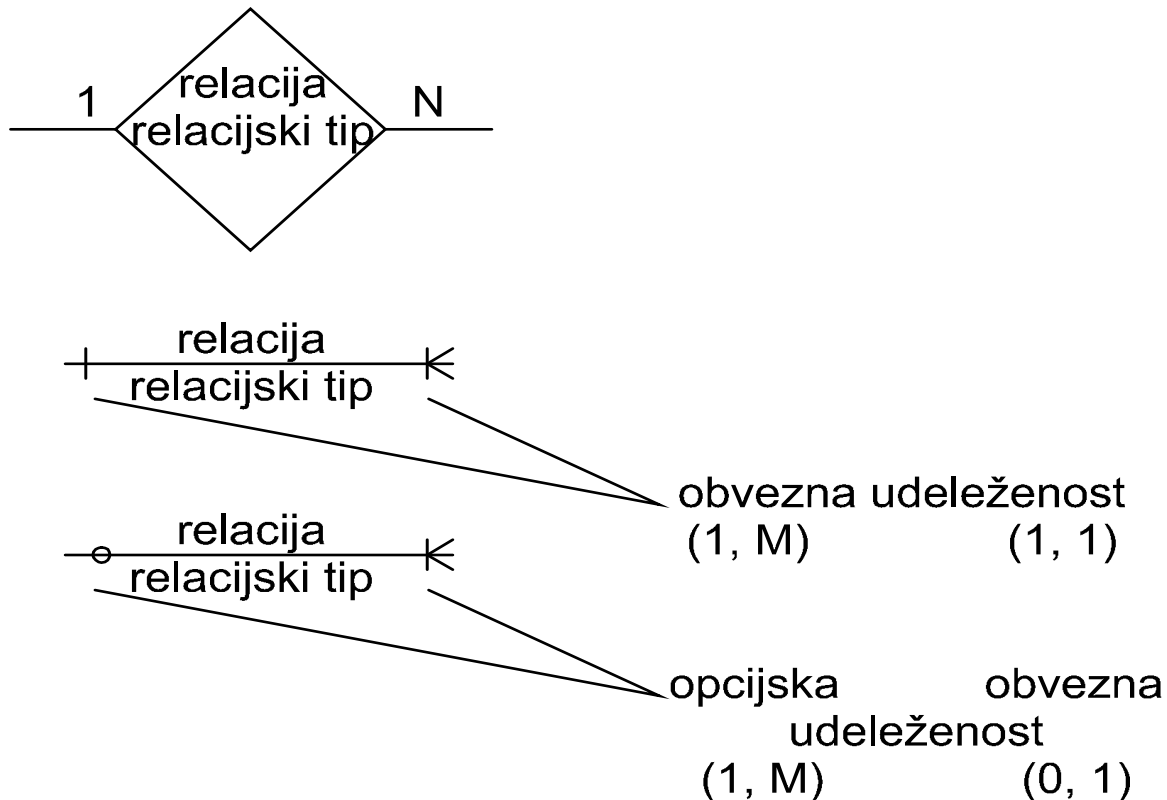 relacija
1 N
relacijski tip
relacija
relacijski tip
obvezna udeleženost
(1, M) (1, 1)
relacija
relacijski tip
opcijska obvezna
udeleženost
(1, M) (0, 1)